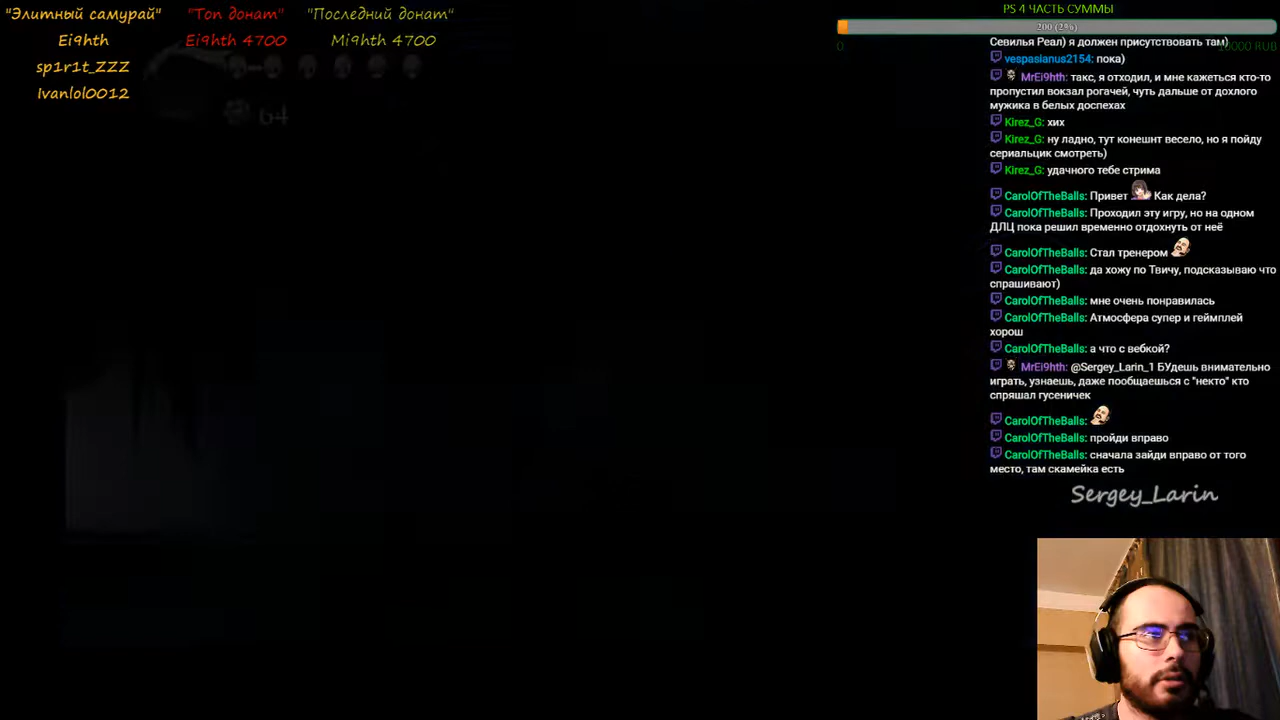 "Элитный самурай"
Ei9hth
sp1r1t_ZZZ
ivanlol0012
"Топ донат"
Ei9hth 4700
"Последний донат"
Mi9hth 4700
64
PS 4 ЧАСТЬ СУММЫ
200 (2%)
0
10000 RUB
Севилья Реал) я должен присутствовать там)
vespasianus2154: пока)
MrEi9hth: такс, я отходил, и мне кажеться кто-то
пропустил вокзал рогачей, чуть дальше от дохлого
мужика в белых доспехах
Kirez_G: хих
Kirez_G: ну ладно, тут конешнт весело, но я пойду
сериальцик смотреть)
Kirez_G: удачного тебе стрима
CarolOfTheBalls: Привет Как дела?
CarolOfTheBalls: Проходил эту игру, но на одном
ДЛЦ пока решил временно отдохнуть от неё
CarolOfTheBalls: Стал тренером
CarolOfTheBalls: да хожу по Твичу, подсказываю что
спрашивают)
CarolOfTheBalls: мне очень понравилась
CarolOfTheBalls: Атмосфера супер и геймплей
хорош
CarolOfTheBalls: а что с вебкой?
MrEi9hth: @Sergey_Larin_1 БУдешь внимательно
играть, узнаешь, даже пообщаешься с "некто" кто
спряшал гусеничек
CarolOfTheBalls:
CarolOfTheBalls: пройди вправо
CarolOfTheBalls: сначала зайди вправо от того
место, там скамейка есть
Sergey_Larin